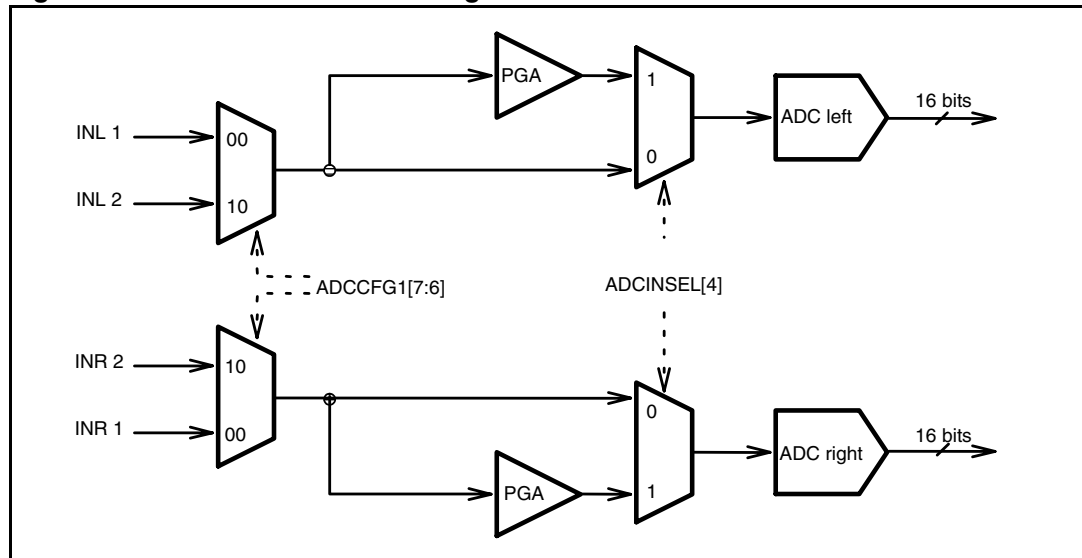 PGA
1
ADC left
16 bits
INL 1
00
0
INL 2
10
ADCCFG1[7:6]
ADCINSEL[4]
INR 2
10
0
INR 1
00
16 bits
ADC right
PGA
1